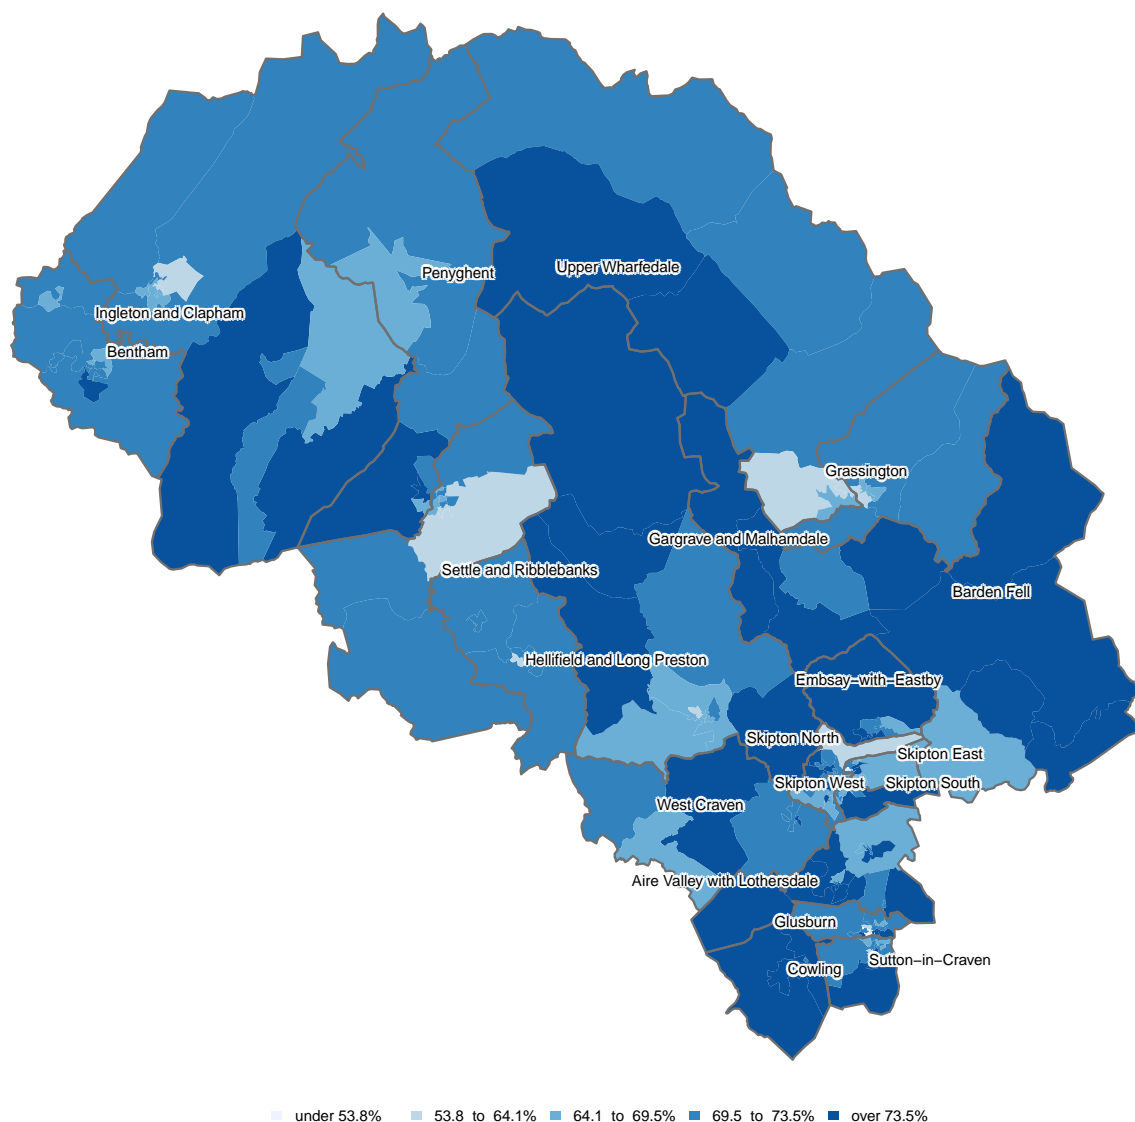 Penyghent
Upper Wharfedale
Ingleton and Clapham
Bentham
Grassington
Gargrave and Malhamdale
Settle and Ribblebanks
Barden Fell
Hellifield and Long Preston
Embsay−with−Eastby
Skipton North
Skipton East
Skipton West
Skipton South
West Craven
Aire Valley with Lothersdale
Glusburn
Sutton−in−Craven
Cowling
under 53.8%
53.8 to 64.1%
64.1 to 69.5%
69.5 to 73.5%
over 73.5%